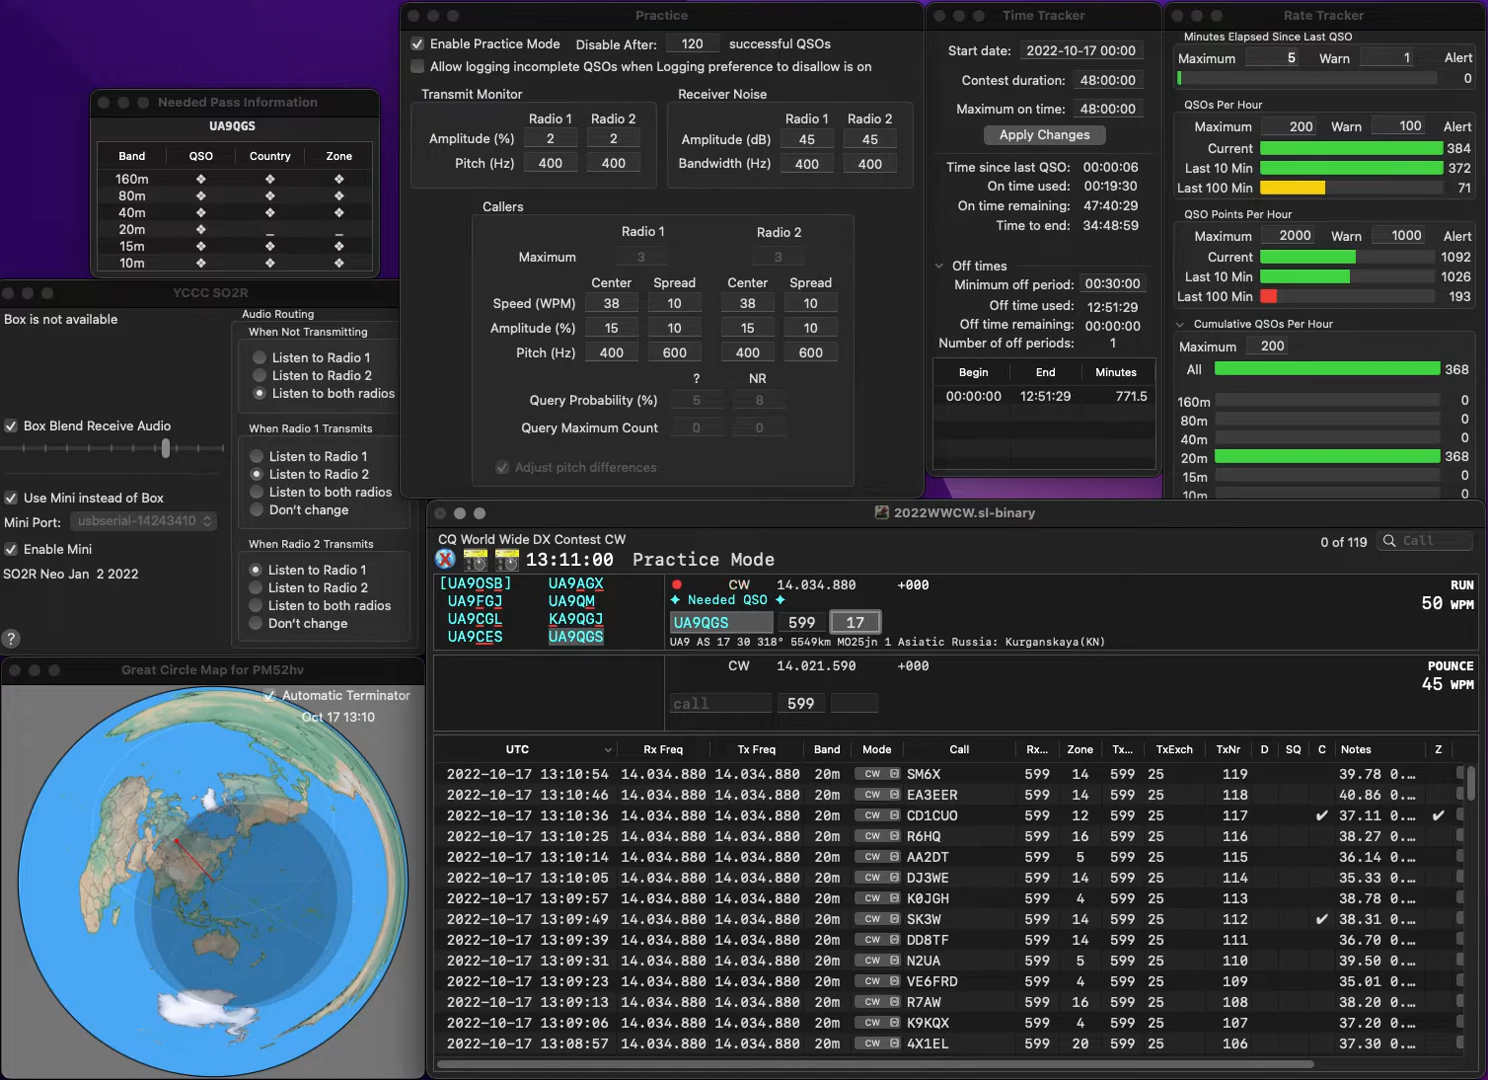 Practice
Enable Practice Mode Disable After: 120 successful QSOs
Allow logging incomplete QSOs when Logging preference to disallow is on
Transmit Monitor
Radio 1 Radio 2
Amplitude (%) 2 2
Pitch (Hz) 400 400
Receiver Noise
Radio 1 Radio 2
Amplitude (dB) 45 45
Bandwidth (Hz) 400 400
Callers
Radio 1 Radio 2
Maximum 3 3
Center Spread Center Spread
Speed (WPM) 38 10 38 10
Amplitude (%) 15 10 15 10
Pitch (Hz) 400 600 400 600
? NR
Query Probability (%) 5 8
Query Maximum Count 0 0
Adjust pitch differences
Time Tracker
Start date: 2022-10-17 00:00
Contest duration: 48:00:00
Maximum on time: 48:00:00
Apply Changes
Time since last QSO: 00:00:06
On time used: 00:19:30
On time remaining: 47:40:29
Time to end: 34:48:59
Off times
Minimum off period: 00:30:00
Off time used: 12:51:29
Off time remaining: 00:00:00
Number of off periods: 1
Begin End Minutes
00:00:00 12:51:29 771.5
Rate Tracker
Minutes Elapsed Since Last QSO
Maximum 5 Warn 1 Alert
0
QSOs Per Hour
Maximum 200 Warn 100 Alert
Current 384
Last 10 Min 372
Last 100 Min 71
QSO Points Per Hour
Maximum 2000 Warn 1000 Alert
Current 1092
Last 10 Min 1026
Last 100 Min 193
Cumulative QSOs Per Hour
Maximum 200
All 368
160m 0
80m 0
40m 0
20m 368
15m 0
10m 0
Needed Pass Information
UA9QGS
Band QSO Country Zone
160m ❖ ❖ ❖
80m ❖ ❖ ❖
40m ❖ ❖ ❖
20m ❖ _ _
15m ❖ ❖ ❖
10m ❖ ❖ ❖
YCCC SO2R
Box is not available
Box Blend Receive Audio
Use Mini instead of Box
Mini Port: usbserial-14243410
Enable Mini
SO2R Neo Jan 2 2022
?
Audio Routing
When Not Transmitting
Listen to Radio 1
Listen to Radio 2
Listen to both radios
When Radio 1 Transmits
Listen to Radio 1
Listen to Radio 2
Listen to both radios
Don't change
When Radio 2 Transmits
Listen to Radio 1
Listen to Radio 2
Listen to both radios
Don't change
Great Circle Map for PM52hv
Automatic Terminator
Oct 17 13:10
2022WWCW.sl-binary
CQ World Wide DX Contest CW
13:11:00 Practice Mode
0 of 119 Call
[UA9OSB] UA9AGX
UA9FGJ UA9QM
UA9CGL KA9QGJ
UA9CES UA9QGS
CW 14.034.880 +000
RUN
✦ Needed QSO ✦
50 WPM
UA9QGS 599 17
UA9 AS 17 30 318° 5549km MO25jn 1 Asiatic Russia: Kurganskaya(KN)
CW 14.021.590 +000
POUNCE
45 WPM
call 599
UTC Rx Freq Tx Freq Band Mode Call Rx... Zone Tx... TxExch TxNr D SQ C Notes Z
2022-10-17 13:10:54 14.034.880 14.034.880 20m CW SM6X 599 14 599 25 119 39.78 0....
2022-10-17 13:10:46 14.034.880 14.034.880 20m CW EA3EER 599 14 599 25 118 40.86 0....
2022-10-17 13:10:36 14.034.880 14.034.880 20m CW CD1CUO 599 12 599 25 117 ✔ 37.11 0.... ✔
2022-10-17 13:10:25 14.034.880 14.034.880 20m CW R6HQ 599 16 599 25 116 38.27 0....
2022-10-17 13:10:14 14.034.880 14.034.880 20m CW AA2DT 599 5 599 25 115 36.14 0....
2022-10-17 13:10:05 14.034.880 14.034.880 20m CW DJ3WE 599 14 599 25 114 35.33 0....
2022-10-17 13:09:57 14.034.880 14.034.880 20m CW K0JGH 599 4 599 25 113 38.78 0....
2022-10-17 13:09:49 14.034.880 14.034.880 20m CW SK3W 599 14 599 25 112 ✔ 38.31 0....
2022-10-17 13:09:39 14.034.880 14.034.880 20m CW DD8TF 599 14 599 25 111 36.70 0....
2022-10-17 13:09:31 14.034.880 14.034.880 20m CW N2UA 599 5 599 25 110 39.50 0....
2022-10-17 13:09:23 14.034.880 14.034.880 20m CW VE6FRD 599 4 599 25 109 35.01 0....
2022-10-17 13:09:13 14.034.880 14.034.880 20m CW R7AW 599 16 599 25 108 38.20 0....
2022-10-17 13:09:06 14.034.880 14.034.880 20m CW K9KQX 599 4 599 25 107 37.20 0....
2022-10-17 13:08:57 14.034.880 14.034.880 20m CW 4X1EL 599 20 599 25 106 37.30 0....